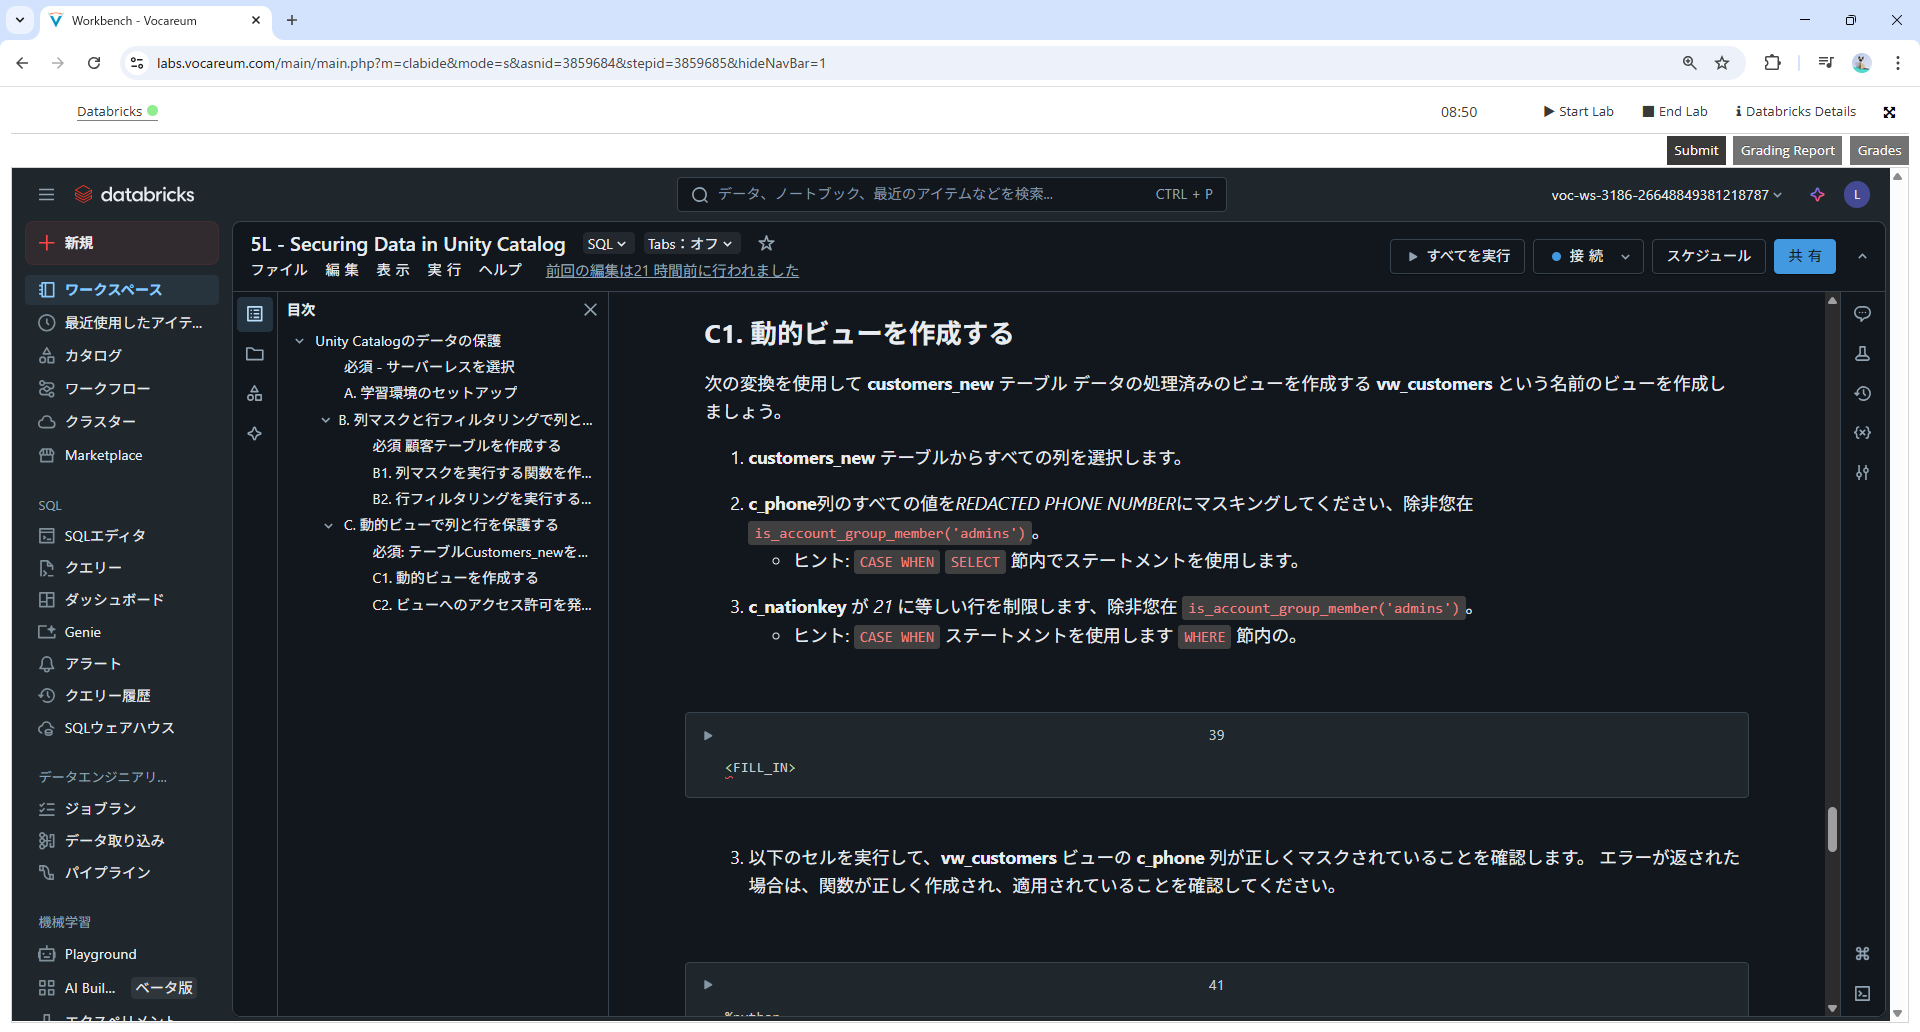 Workbench - Vocareum
labs.vocareum.com/main/main.php?m=clabide&mode=s&asnid=3859684&stepid=3859685&hideNavBar=1
Databricks
08:50
Start Lab
End Lab
Databricks Details
Submit
Grading Report
Grades
databricks
データ、ノートブック、最近のアイテムなどを検索...
CTRL + P
voc-ws-3186-26648849381218787
L
新規
ワークスペース
最近使用したアイテ...
カタログ
ワークフロー
クラスター
Marketplace
SQL
SQLエディタ
クエリー
ダッシュボード
Genie
アラート
クエリー履歴
SQLウェアハウス
データエンジニアリ...
ジョブラン
データ取り込み
パイプライン
機械学習
Playground
AI Buil... ベータ版
5L - Securing Data in Unity Catalog
SQL
Tabs：オフ
ファイル 編集 表示 実行 ヘルプ
前回の編集は21 時間前に行われました
すべてを実行
接続
スケジュール
共有
目次
Unity Catalogのデータの保護
必須 - サーバーレスを選択
A. 学習環境のセットアップ
B. 列マスクと行フィルタリングで列と...
必須 顧客テーブルを作成する
B1. 列マスクを実行する関数を作...
B2. 行フィルタリングを実行する...
C. 動的ビューで列と行を保護する
必須: テーブルCustomers_newを...
C1. 動的ビューを作成する
C2. ビューへのアクセス許可を発...
C1. 動的ビューを作成する
次の変換を使用して customers_new テーブル データの処理済みのビューを作成する vw_customers という名前のビューを作成し
ましょう。
1. customers_new テーブルからすべての列を選択します。
2. c_phone列のすべての値をREDACTED PHONE NUMBERにマスキングしてください、除非您在
is_account_group_member('admins') 。
ヒント: CASE WHEN SELECT 節内でステートメントを使用します。
3. c_nationkey が 21 に等しい行を制限します、除非您在 is_account_group_member('admins') 。
ヒント: CASE WHEN ステートメントを使用します WHERE 節内の。
39
<FILL_IN>
3. 以下のセルを実行して、vw_customers ビューの c_phone 列が正しくマスクされていることを確認します。 エラーが返された
場合は、関数が正しく作成され、適用されていることを確認してください。
41